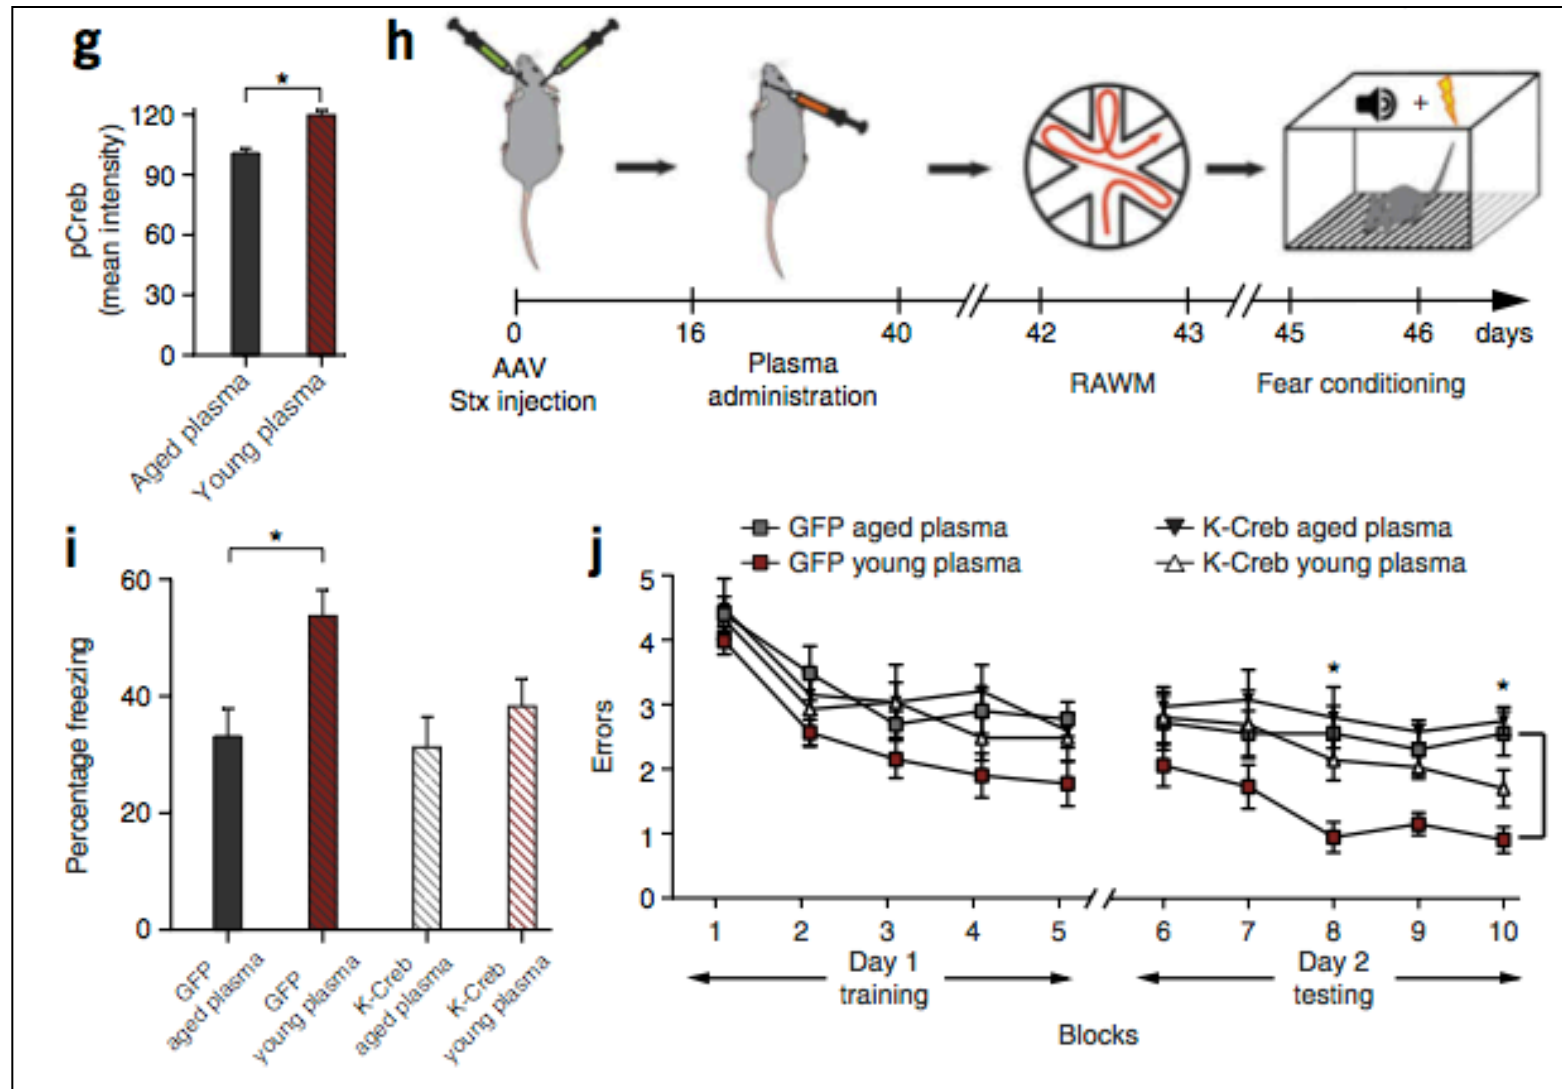 g
*
120
90
60
30
0
pCreb
(mean intensity)
Aged plasma
Young plasma
h
+
0
16
40
42
43
45
46
days
AAV
Stx injection
Plasma
administration
RAWM
Fear conditioning
i
*
60
40
20
0
Percentage freezing
GFP
aged plasma
GFP
young plasma
K-Creb
aged plasma
K-Creb
young plasma
j
GFP aged plasma
GFP young plasma
K-Creb aged plasma
K-Creb young plasma
5
4
3
2
1
0
Errors
*
*
1 2 3 4 5 6 7 8 9 10
Day 1
training
Day 2
testing
Blocks